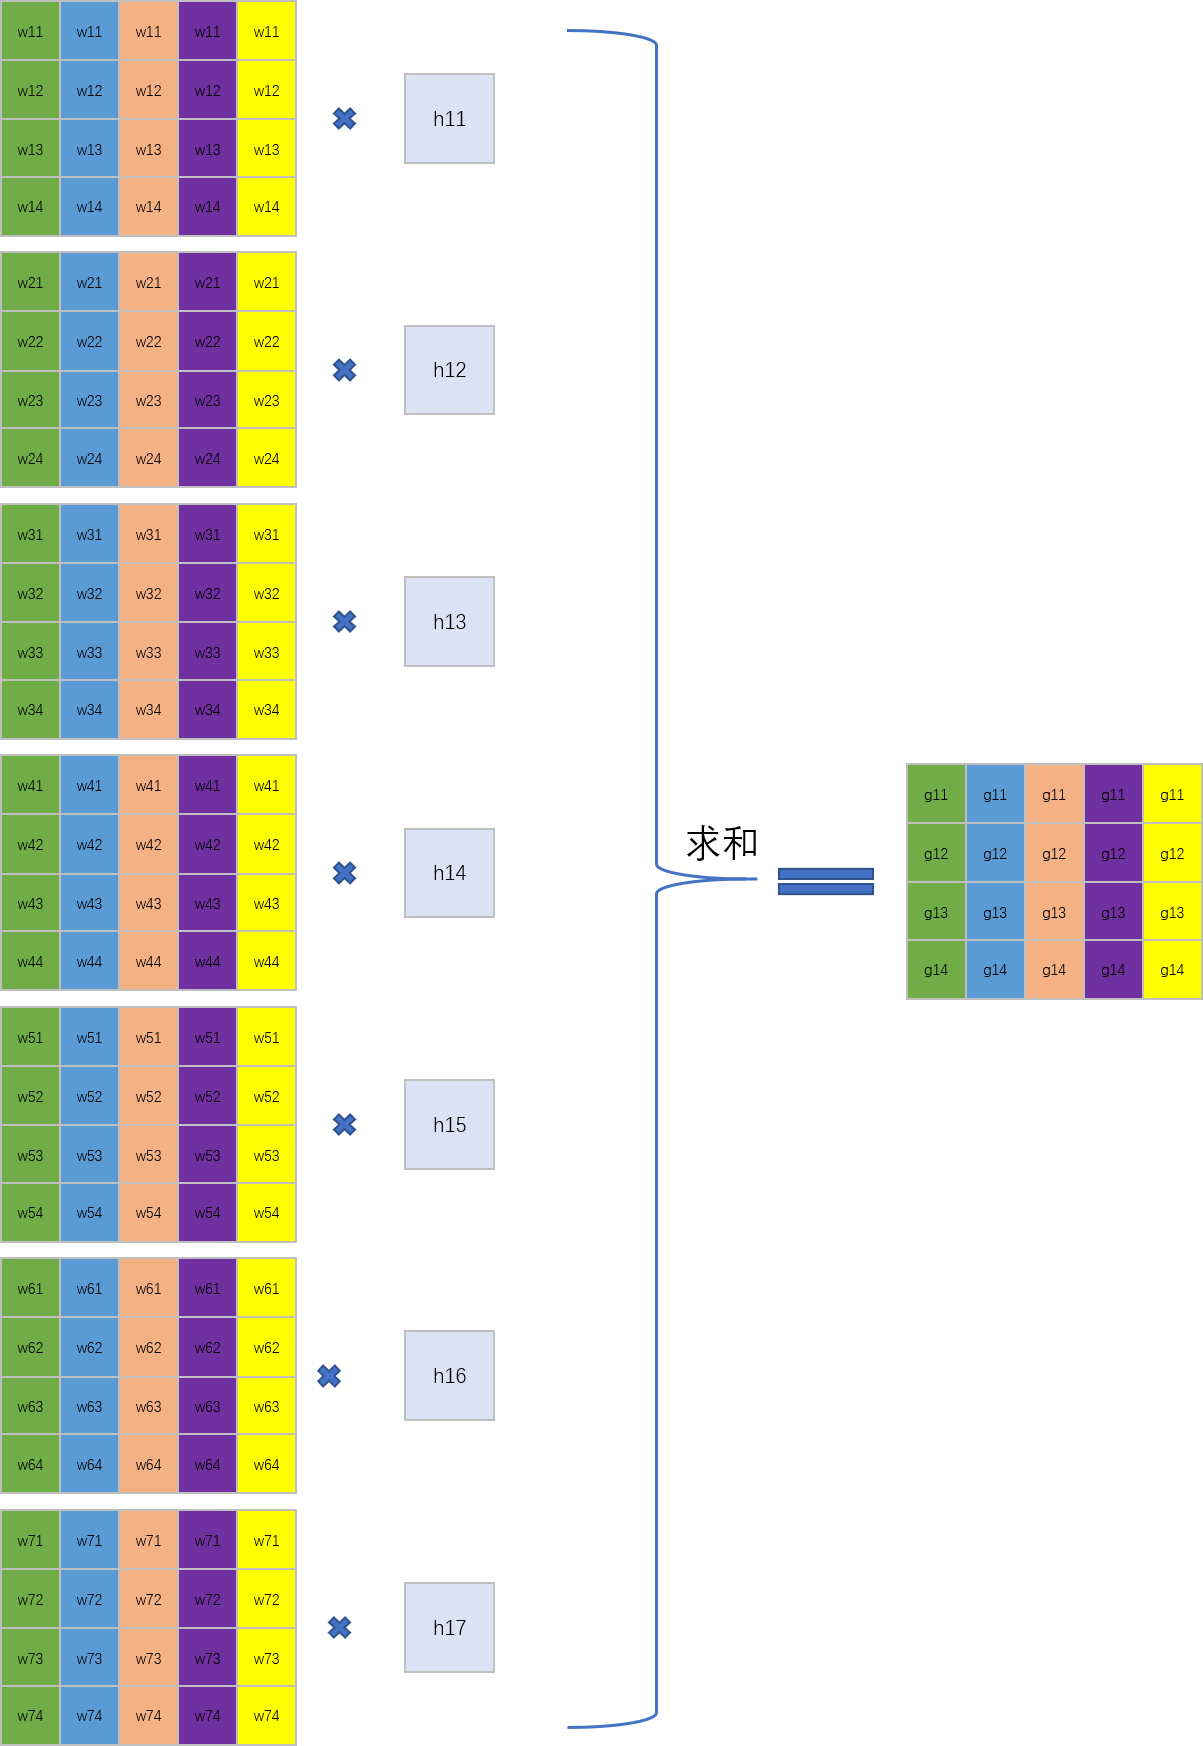 w11 w11 w11 w11 w11
w12 w12 w12 w12 w12
w13 w13 w13 w13 w13
w14 w14 w14 w14 w14
h11
w21 w21 w21 w21 w21
w22 w22 w22 w22 w22
w23 w23 w23 w23 w23
w24 w24 w24 w24 w24
h12
w31 w31 w31 w31 w31
w32 w32 w32 w32 w32
w33 w33 w33 w33 w33
w34 w34 w34 w34 w34
h13
w41 w41 w41 w41 w41
w42 w42 w42 w42 w42
w43 w43 w43 w43 w43
w44 w44 w44 w44 w44
h14
w51 w51 w51 w51 w51
w52 w52 w52 w52 w52
w53 w53 w53 w53 w53
w54 w54 w54 w54 w54
h15
w61 w61 w61 w61 w61
w62 w62 w62 w62 w62
w63 w63 w63 w63 w63
w64 w64 w64 w64 w64
h16
w71 w71 w71 w71 w71
w72 w72 w72 w72 w72
w73 w73 w73 w73 w73
w74 w74 w74 w74 w74
h17
求和
g11 g11 g11 g11 g11
g12 g12 g12 g12 g12
g13 g13 g13 g13 g13
g14 g14 g14 g14 g14